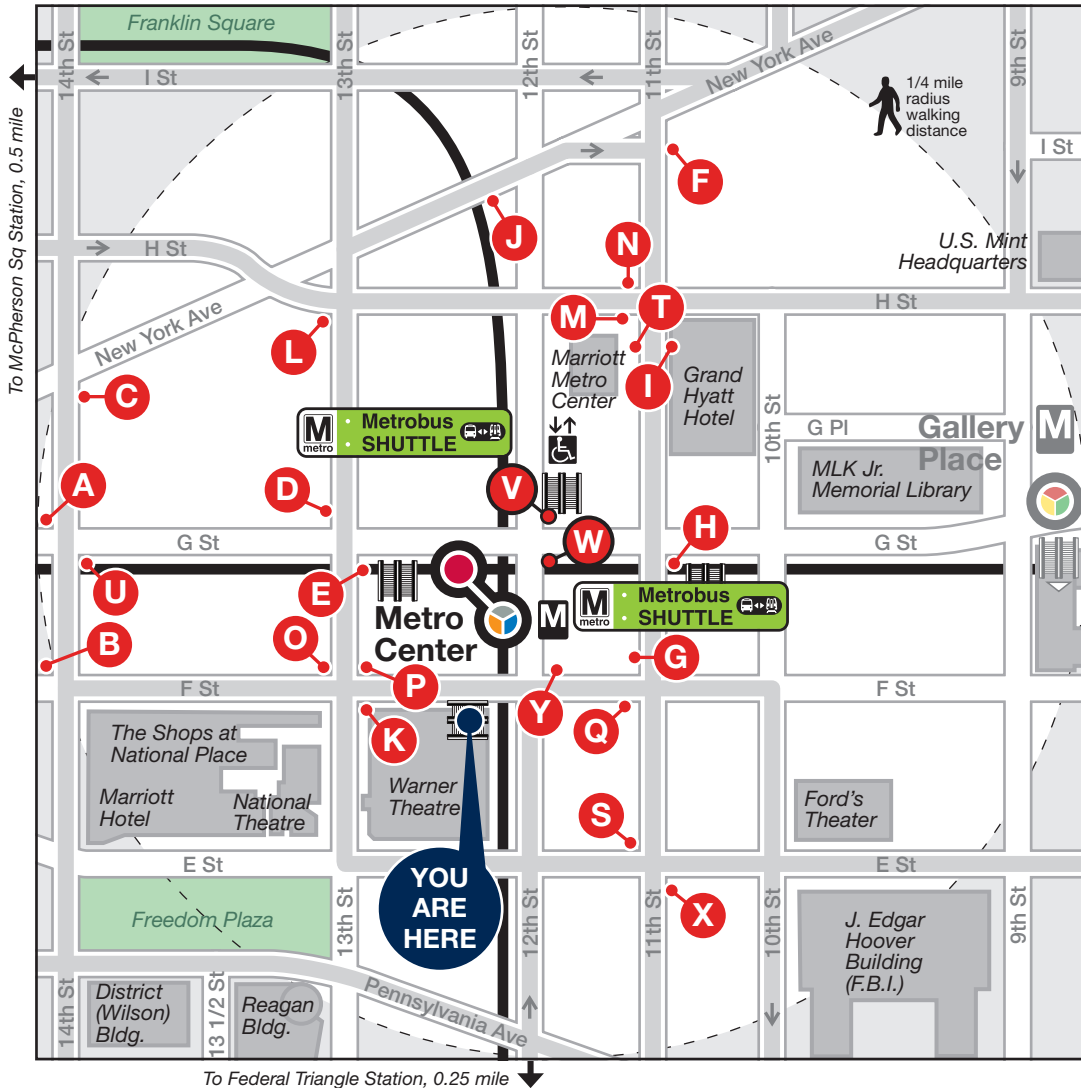 Franklin Square
14th St
13th St
12th St
11th St
9th St
I St
New York Ave
1/4 mile
radius
walking
distance
I St
To McPherson Sq Station, 0.5 mile
F
J
H St
N
U.S. Mint
Headquarters
T
H St
M
L
New York Ave
Marriott
Metro
Center
I
Grand
Hyatt
Hotel
C
10th St
M
metro
Metrobus
SHUTTLE
G Pl
Gallery
Place
M
MLK Jr.
Memorial Library
A
D
V
G St
W
H
G St
U
E
Metro
Center
M
M
metro
Metrobus
SHUTTLE
B
O
P
G
F St
Y
F St
K
Q
The Shops at
National Place
Marriott
Hotel
National
Theatre
Warner
Theatre
S
Ford's
Theater
E St
E St
YOU
ARE
HERE
X
Freedom Plaza
13th St
12th St
11th St
10th St
9th St
J. Edgar
Hoover
Building
(F.B.I.)
14th St
District
(Wilson)
Bldg.
13 1/2 St
Reagan
Bldg.
Pennsylvania Ave
To Federal Triangle Station, 0.25 mile